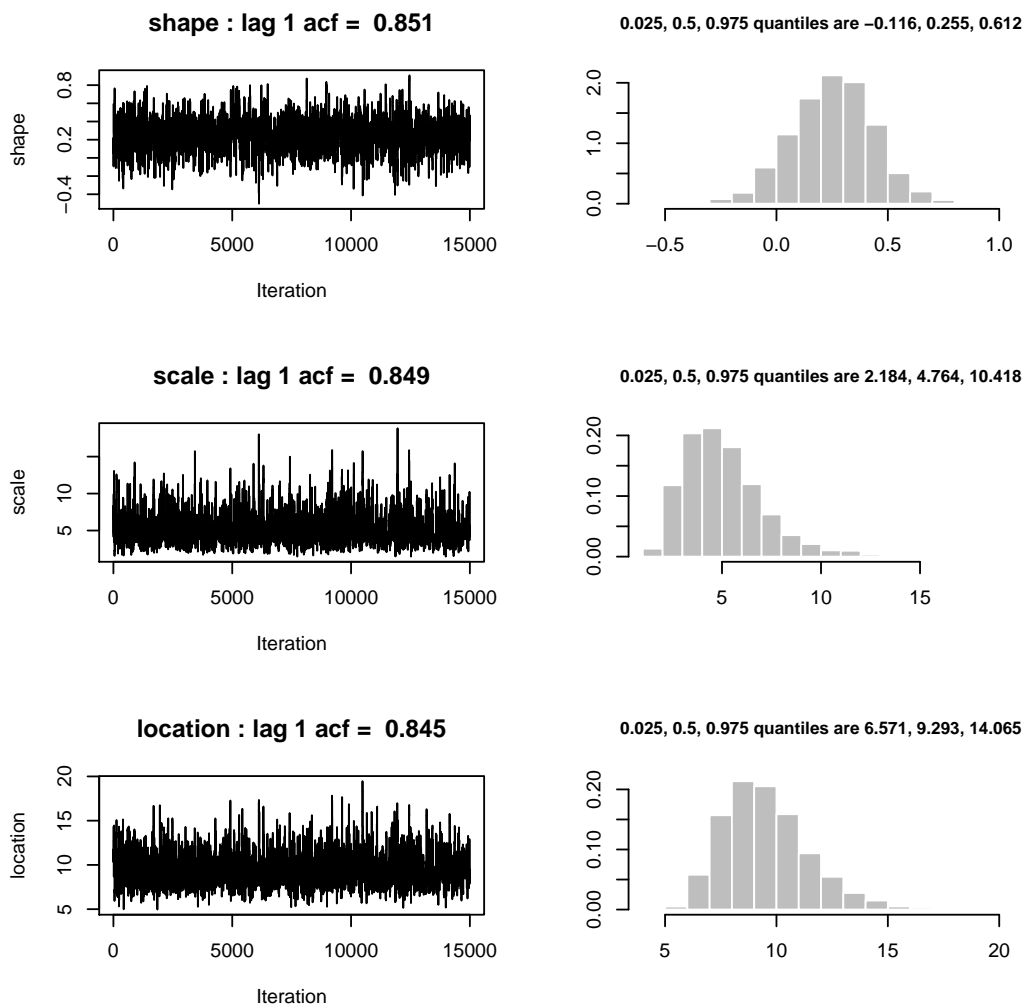 shape : lag 1 acf = 0.851
0.8
0.2
−0.4
shape
0 5000 10000 15000
Iteration
0.025, 0.5, 0.975 quantiles are −0.116, 0.255, 0.612
2.0
1.0
0.0
−0.5 0.0 0.5 1.0
scale : lag 1 acf = 0.849
10
5
scale
0 5000 10000 15000
Iteration
0.025, 0.5, 0.975 quantiles are 2.184, 4.764, 10.418
0.20
0.10
0.00
5 10 15
location : lag 1 acf = 0.845
20
15
10
5
location
0 5000 10000 15000
Iteration
0.025, 0.5, 0.975 quantiles are 6.571, 9.293, 14.065
0.20
0.10
0.00
5 10 15 20